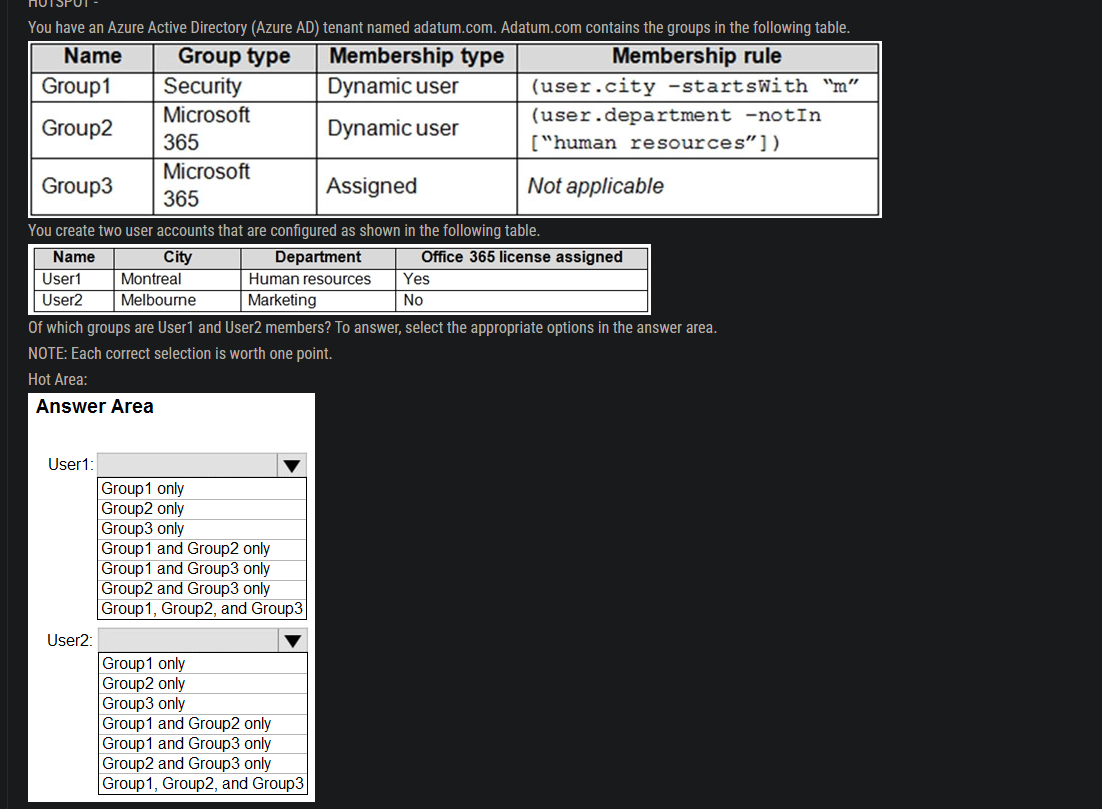 HOTSPOT -
You have an Azure Active Directory (Azure AD) tenant named adatum.com. Adatum.com contains the groups in the following table.
Name Group type Membership type Membership rule
Group1 Security Dynamic user (user.city -startsWith “m”
Group2 Microsoft 365 Dynamic user (user.department -notIn [“human resources”])
Group3 Microsoft 365 Assigned Not applicable
You create two user accounts that are configured as shown in the following table.
Name City Department Office 365 license assigned
User1 Montreal Human resources Yes
User2 Melbourne Marketing No
Of which groups are User1 and User2 members? To answer, select the appropriate options in the answer area.
NOTE: Each correct selection is worth one point.
Hot Area:
Answer Area
User1:
Group1 only
Group2 only
Group3 only
Group1 and Group2 only
Group1 and Group3 only
Group2 and Group3 only
Group1, Group2, and Group3
User2:
Group1 only
Group2 only
Group3 only
Group1 and Group2 only
Group1 and Group3 only
Group2 and Group3 only
Group1, Group2, and Group3